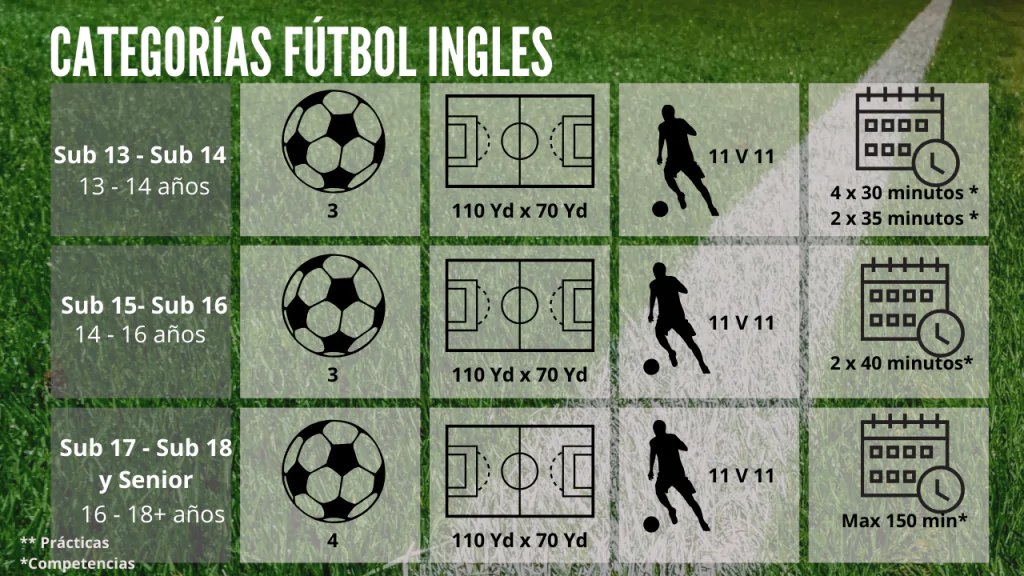 CATEGORÍAS FÚTBOL INGLES
Sub 13 - Sub 14
13 - 14 años
3
110 Yd x 70 Yd
11 V 11
4 x 30 minutos *
2 x 35 minutos *
Sub 15- Sub 16
14 - 16 años
3
110 Yd x 70 Yd
11 V 11
2 x 40 minutos*
Sub 17 - Sub 18
y Senior
16 - 18+ años
4
110 Yd x 70 Yd
11 V 11
Max 150 min*
** Prácticas
*Competencias